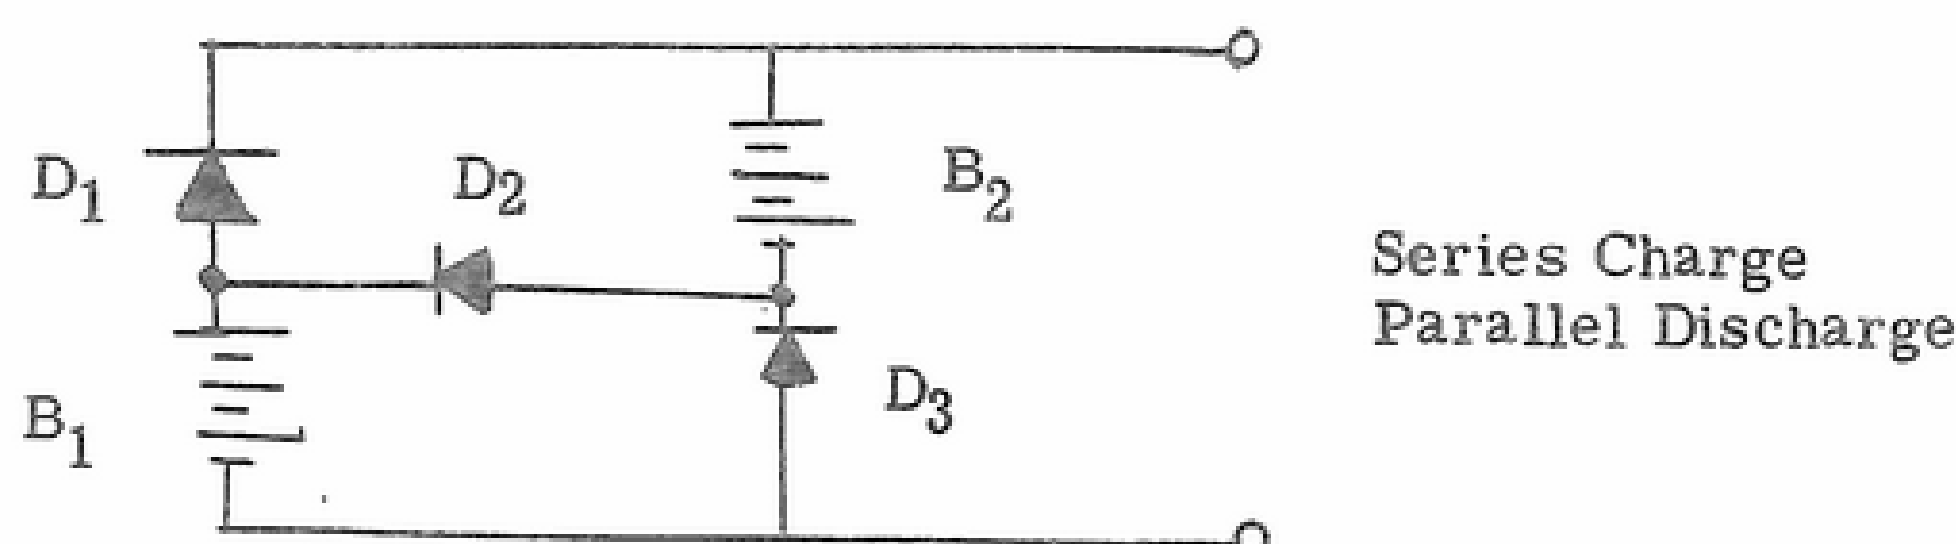 D1
D2
B2
Series Charge
Parallel Discharge
B1
D3